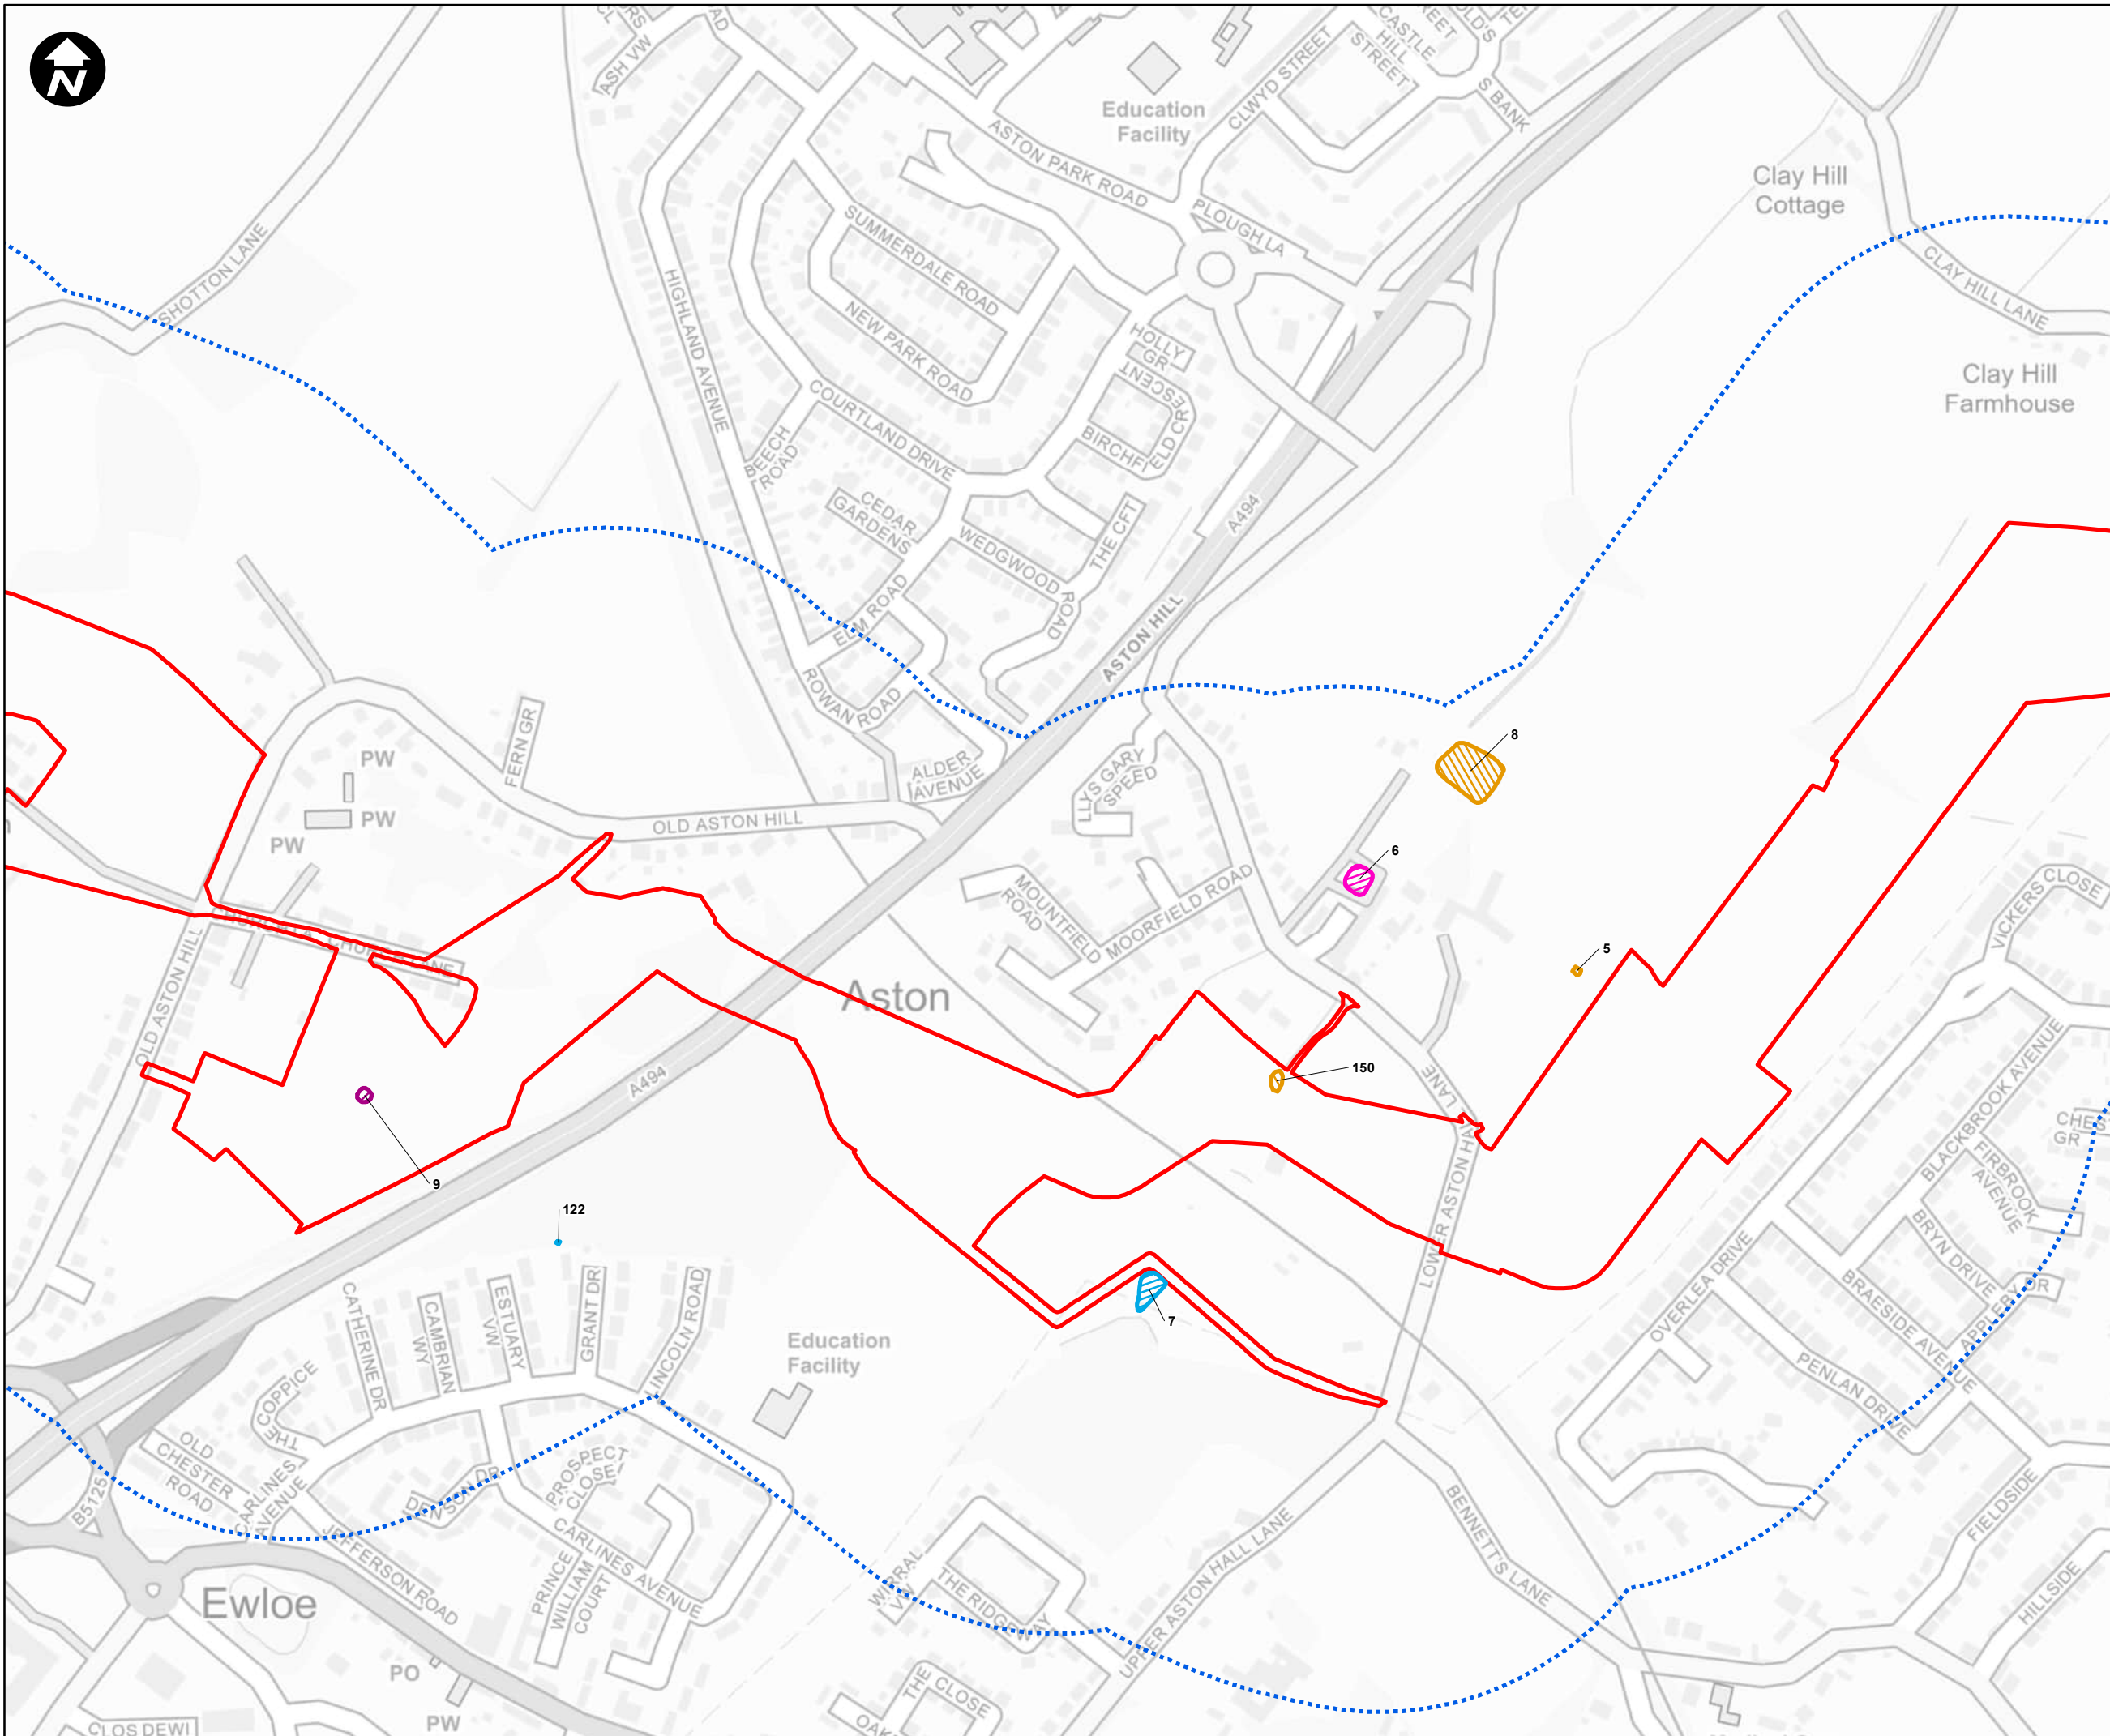 N
ASH VW
Education
Facility
ASTON PARK ROAD
CLWYD STREET
CASTLE
HILL
STREET
S BANK
PLOUGH LA
Clay Hill
Cottage
CLAY HILL LANE
Clay Hill
Farmhouse
SHOTTON LANE
HIGHLAND AVENUE
SUMMERDALE ROAD
NEW PARK ROAD
COURTLAND DRIVE
BEECH
ROAD
HOLLY
GR
BIRCHFIELD CRESCENT
CEDAR
GARDENS
WEDGWOOD
ROAD
THE CFT
ELM ROAD
ROWAN ROAD
A494
ASTON HILL
ALDER
AVENUE
LLYS GARY
SPEED
FERN GR
PW
PW
PW
OLD ASTON HILL
8
6
5
MOUNTFIELD
ROAD
MOORFIELD ROAD
VICKERS CLOSE
CHURCH LANE
OLD ASTON HILL
Aston
150
9
A494
122
7
LOWER ASTON HALL LANE
BLACKBROOK AVENUE
FIRBROOK
AVENUE
BRYN DRIVE
BRAESIDE AVENUE
APPLEBY DR
OVERLEA DRIVE
PENLAN DRIVE
FIELDSIDE
HILLSIDE
CATHERINE DR
CAMBRIAN
WY
ESTUARY
VW
GRANT DR
LINCOLN ROAD
Education
Facility
THE COPPICE
OLD
CHESTER
ROAD
CARLINES
AVENUE
B5125
JEFFERSON ROAD
PROSPECT
CLOSE
CARLINES AVENUE
PRINCE
WILLIAM
COURT
WIRRAL
VW
THE RIDGEWAY
UPPER ASTON HALL LANE
BENNETT'S LANE
Ewloe
PO
PW
THE CLOSE
CLOS DEWI